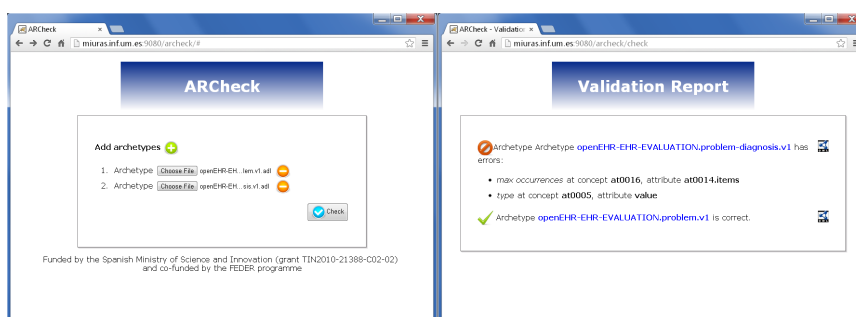 ARCheck
miuras.inf.um.es:9080/archeck/#
ARCheck
Add archetypes
1. Archetype Choose File openEHR-EH...lem.v1.adl
2. Archetype Choose File openEHR-EH...sis.v1.adl
Check
Funded by the Spanish Ministry of Science and Innovation (grant TIN2010-21388-C02-02)
and co-funded by the FEDER programme
ARCheck - Validatio
miuras.inf.um.es:9080/archeck/check
Validation Report
Archetype Archetype openEHR-EHR-EVALUATION.problem-diagnosis.v1 has
errors:
• max occurrences at concept at0016, attribute at0014.items
• type at concept at0005, attribute value
Archetype openEHR-EHR-EVALUATION.problem.v1 is correct.